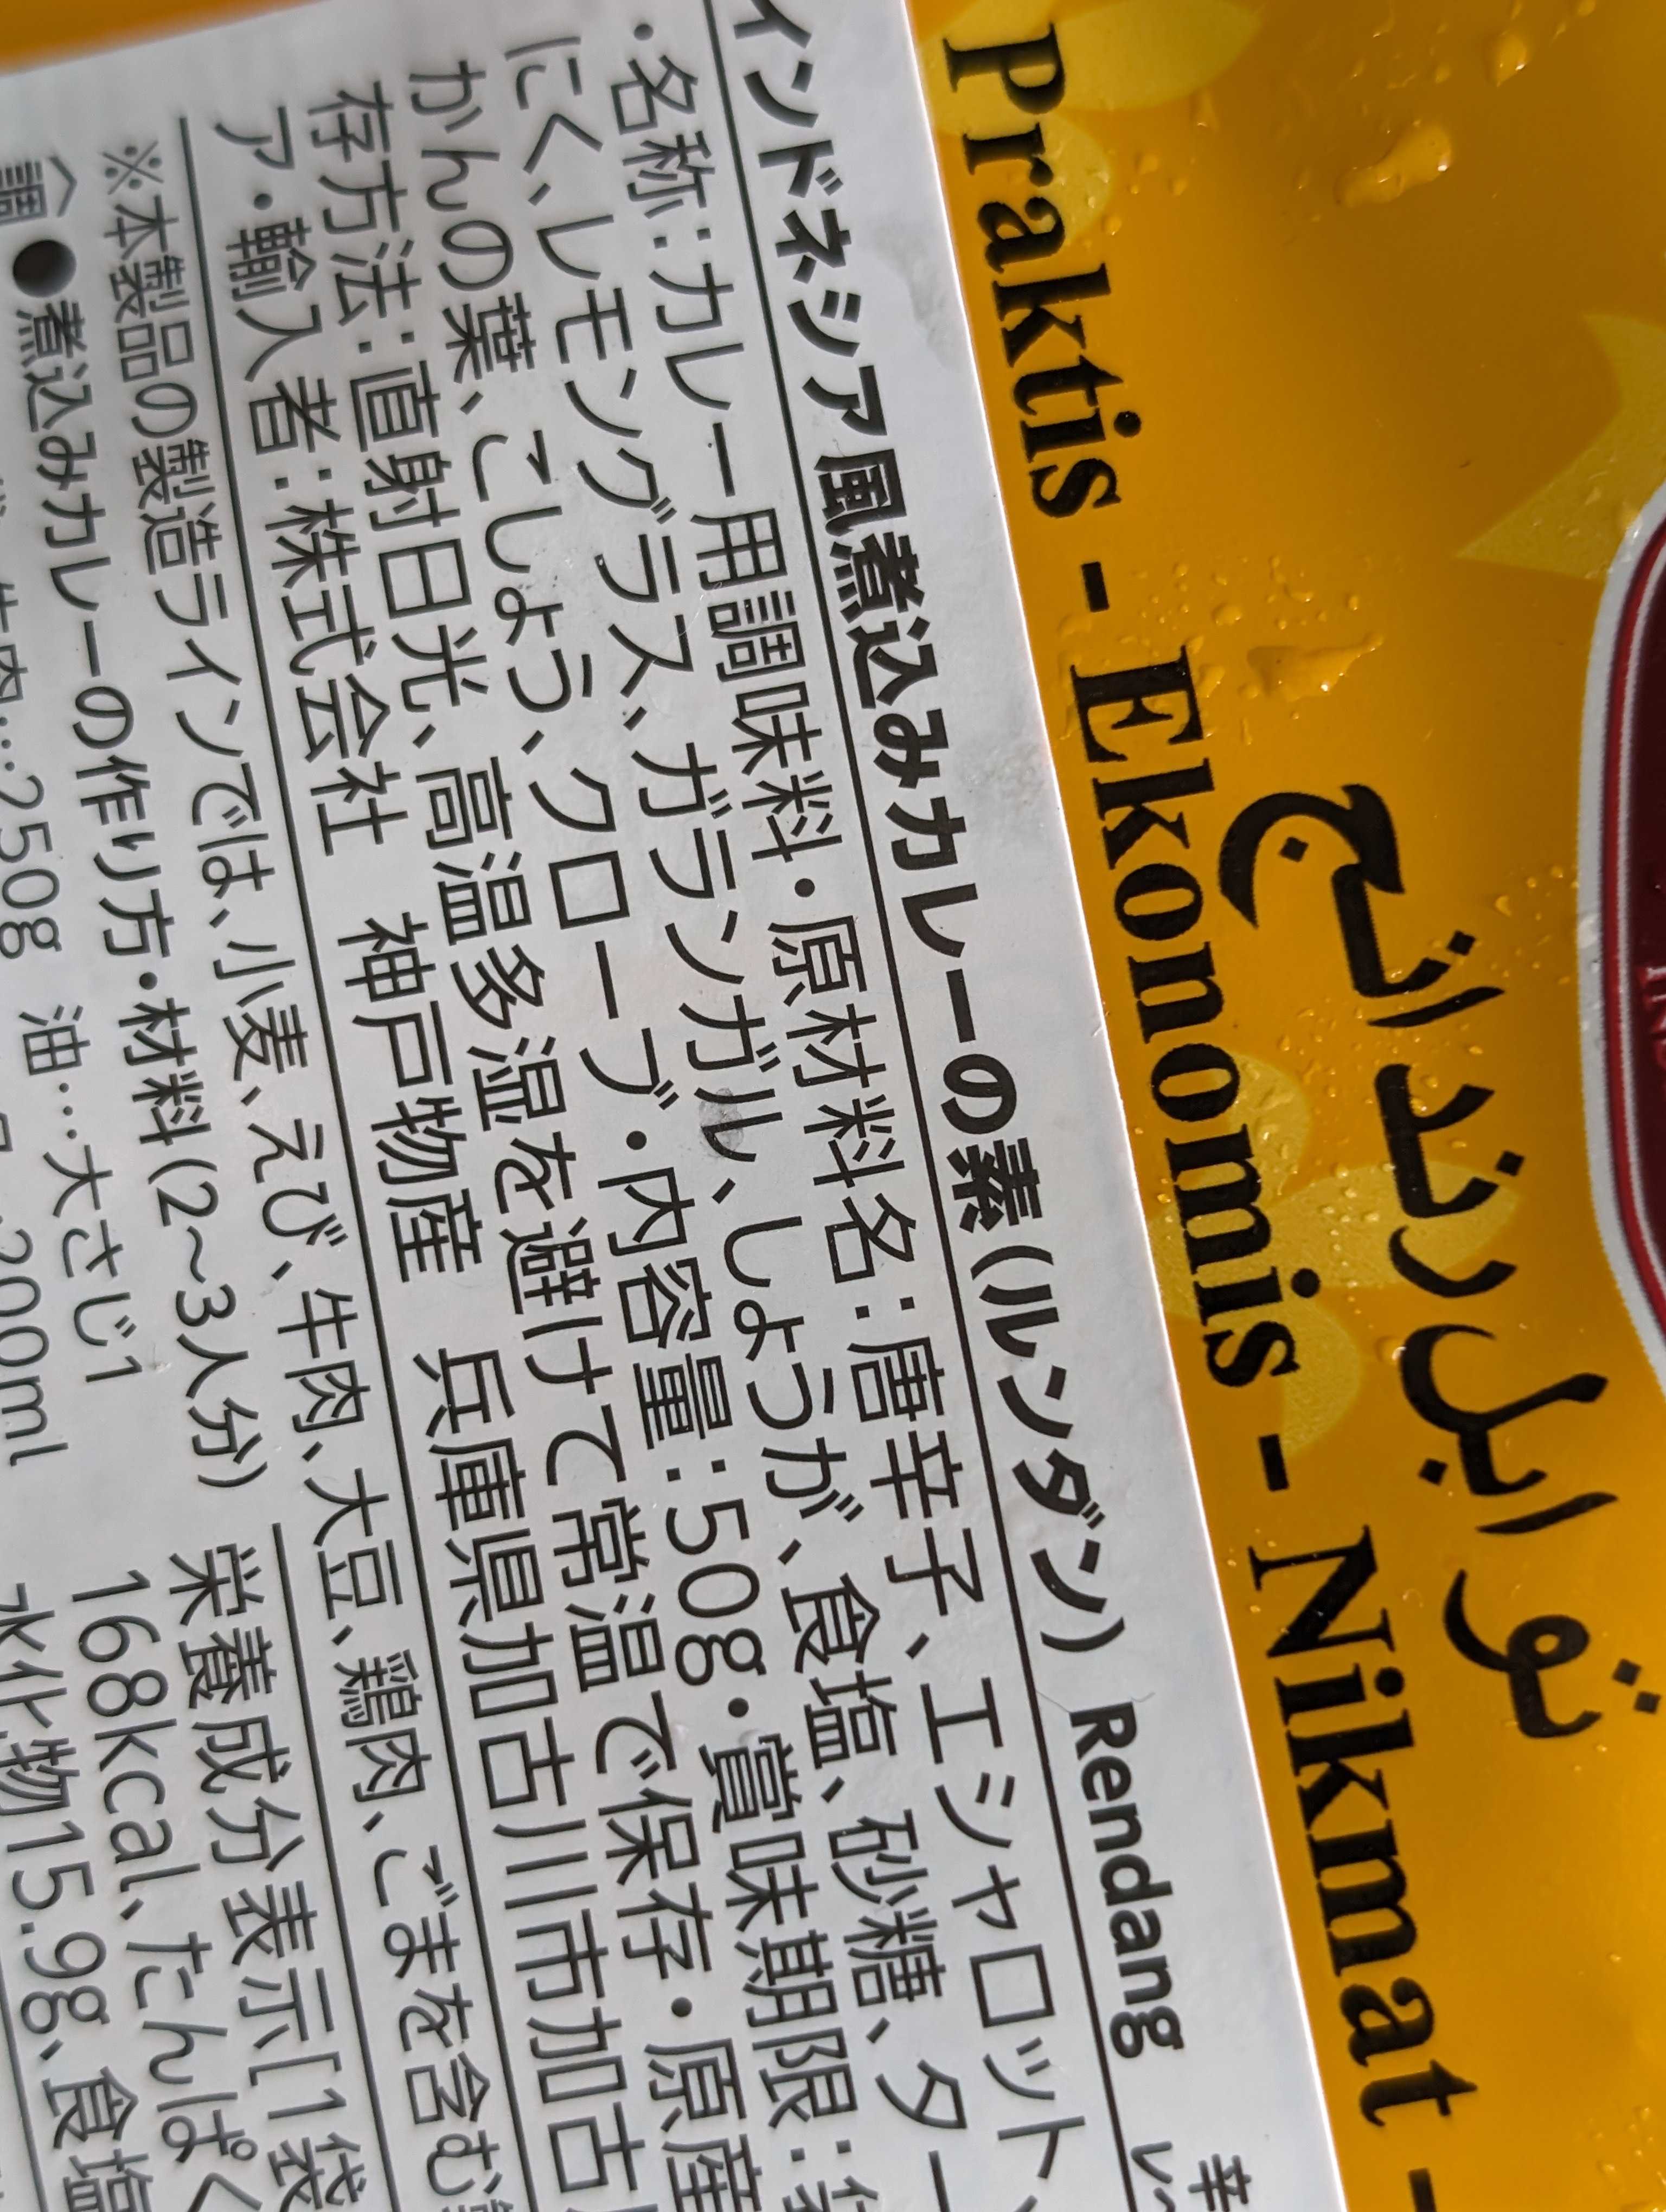 بومبو رندانج
Praktis - Ekonomis - Nikmat -
インドネシア風煮込みカレーの素(ルンダン) Rendang
・名称:カレー用調味料・原材料名:唐辛子、エシャロット、
にく、レモングラス、ガランガル、しょうが、食塩、砂糖、ター
かんの葉、こしょう、クローブ・内容量:50g・賞味期限:
存方法:直射日光、高温多湿を避けて常温で保存・原産
ア・輸入者:株式会社 神戸物産 兵庫県加古川市加古
※本製品の製造ラインでは、小麦、えび、牛肉、大豆、鶏肉、ごまを含む
〈調
●煮込みカレーの作り方・材料(2〜3人分)
肉…250g 油…大さじ1
200ml
栄養成分表示[1袋
168kcal、たんぱく
水化物15.9g、食塩